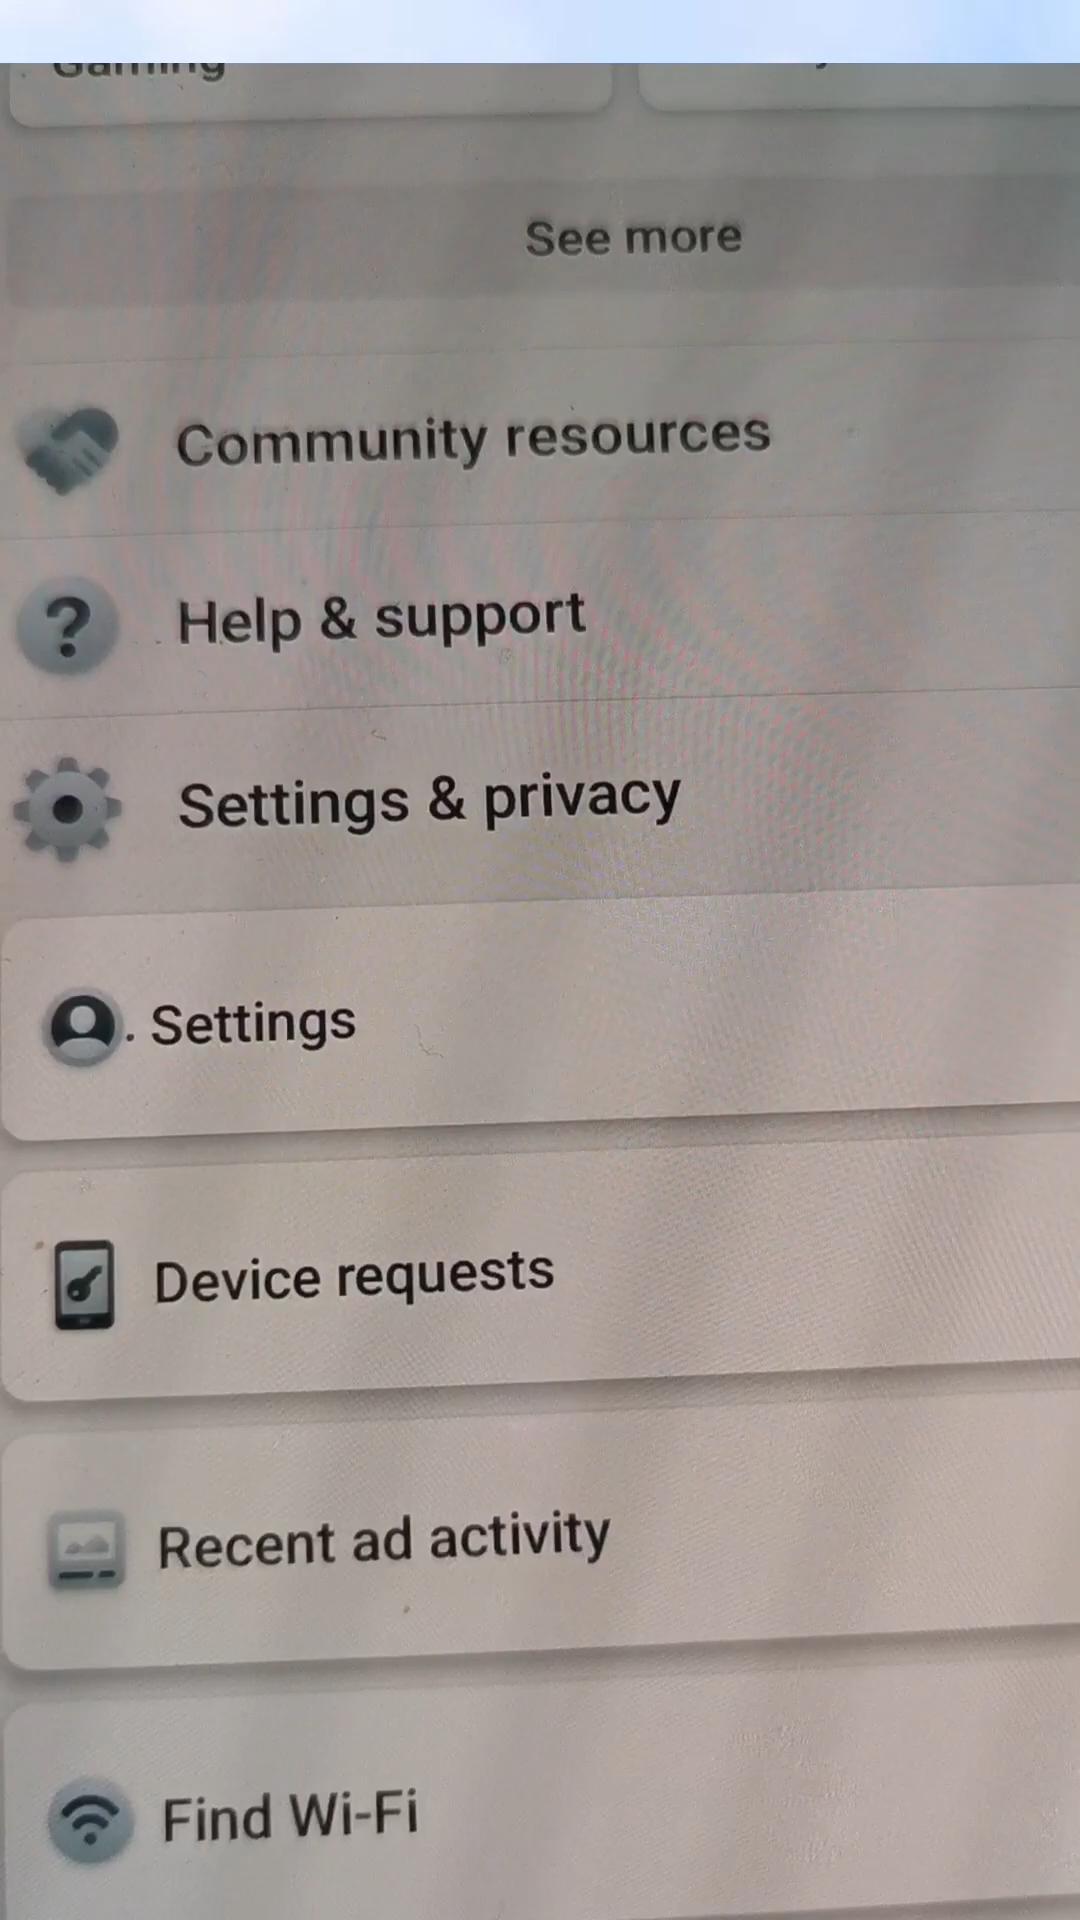 Gaming
See more
Community resources
Help & support
Settings & privacy
Settings
Device requests
Recent ad activity
Find Wi-Fi